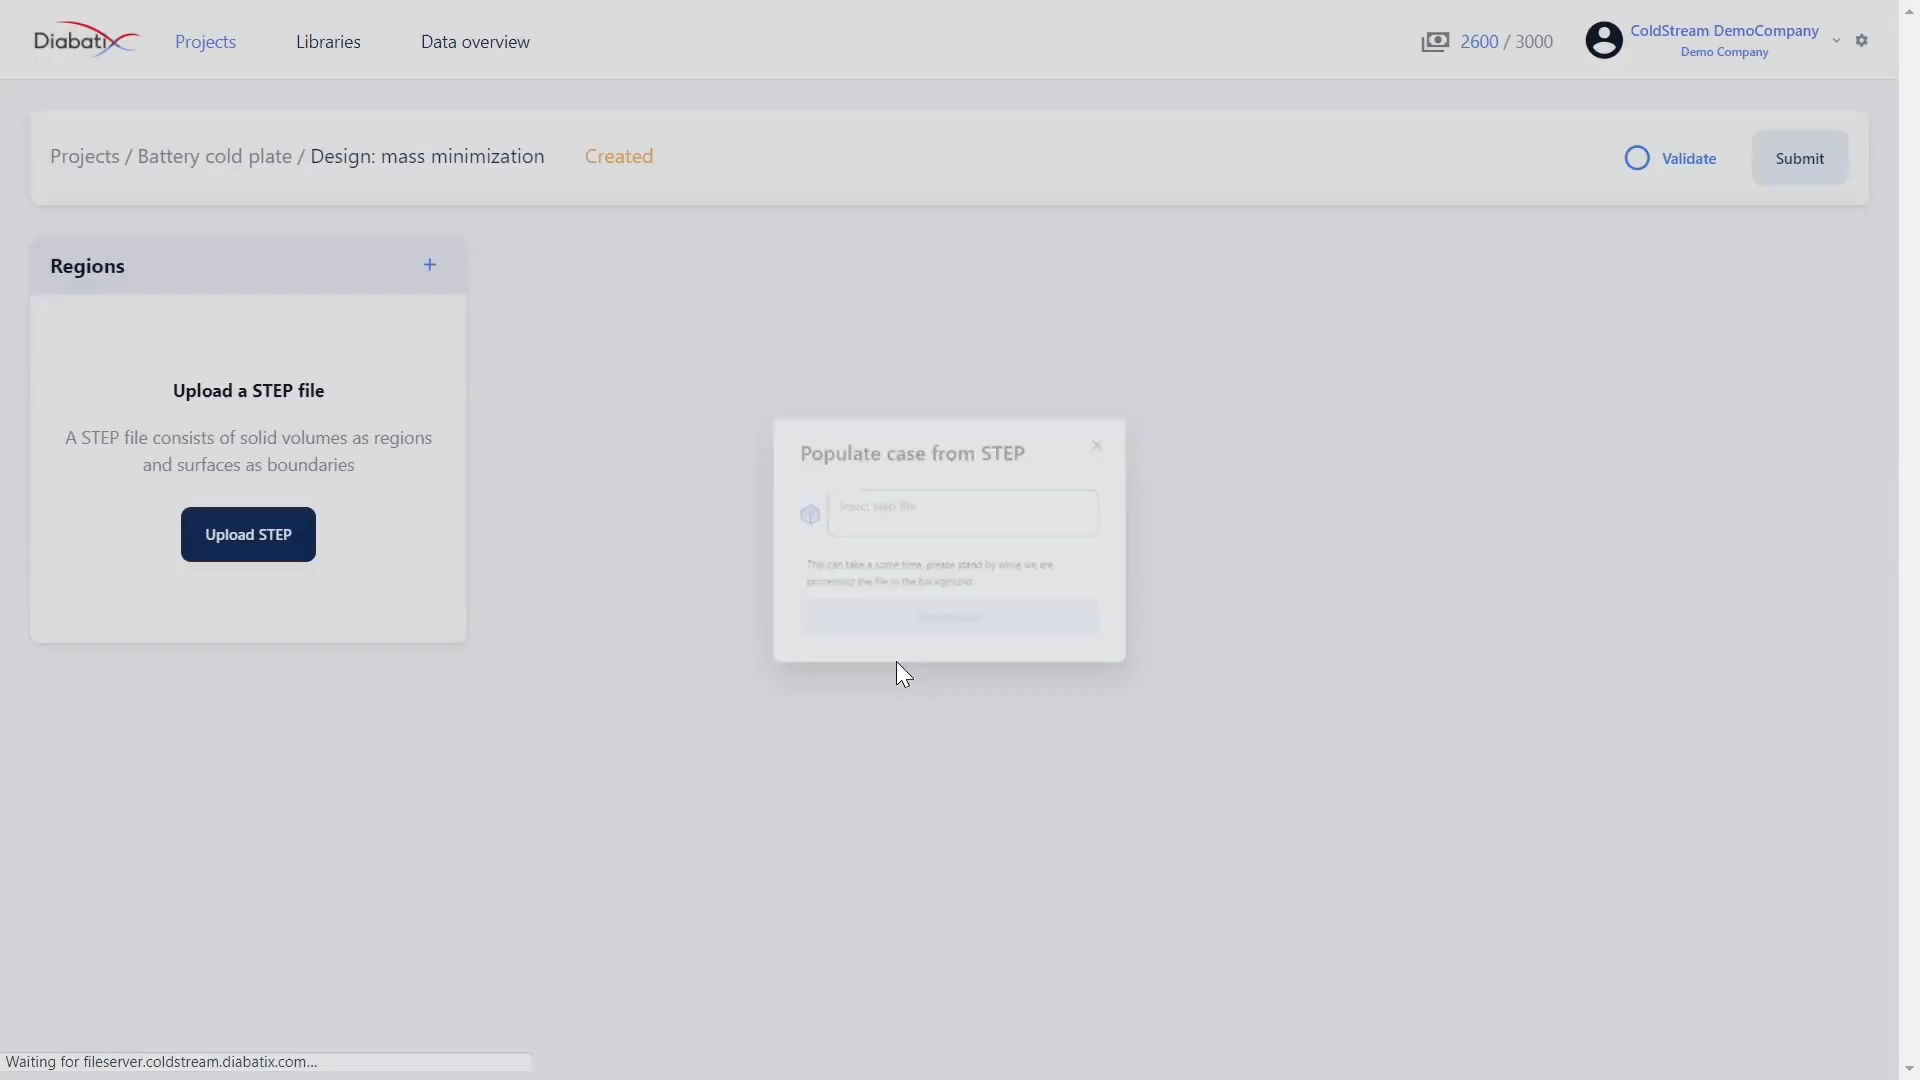 Diabatix
Projects
Libraries
Data overview
2600 / 3000
ColdStream DemoCompany
Demo Company
Projects / Battery cold plate / Design: mass minimization
Created
Validate
Submit
Regions
+
Upload a STEP file
A STEP file consists of solid volumes as regions
and surfaces as boundaries
Upload STEP
Populate case from STEP
Insert step file
This can take a some time, please stand by while we are
processing the file in the background.
Waiting for fileserver.coldstream.diabatix.com...